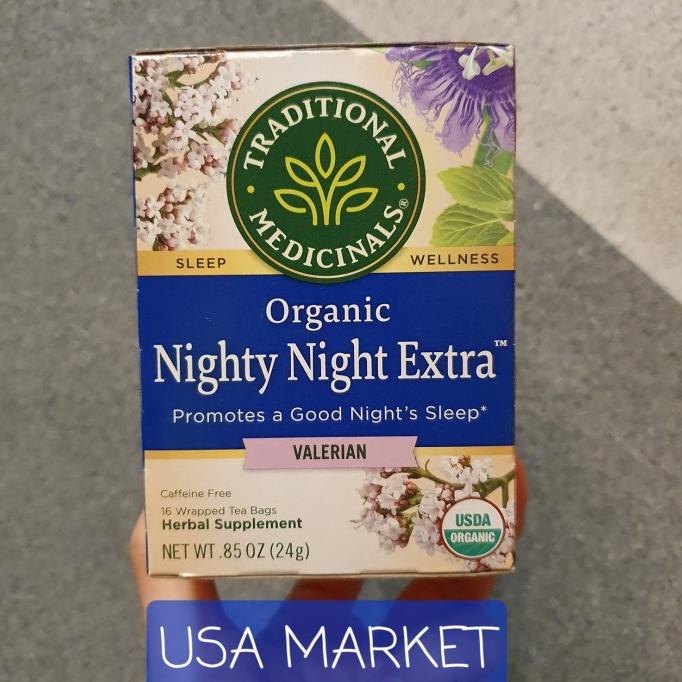 TRADITIONAL
MEDICINALS®
SLEEP
WELLNESS
Organic
Nighty Night Extra™
Promotes a Good Night's Sleep*
VALERIAN
Caffeine Free
16 Wrapped Tea Bags
Herbal Supplement
NET WT .85 OZ (24g)
USDA
ORGANIC
USA MARKET